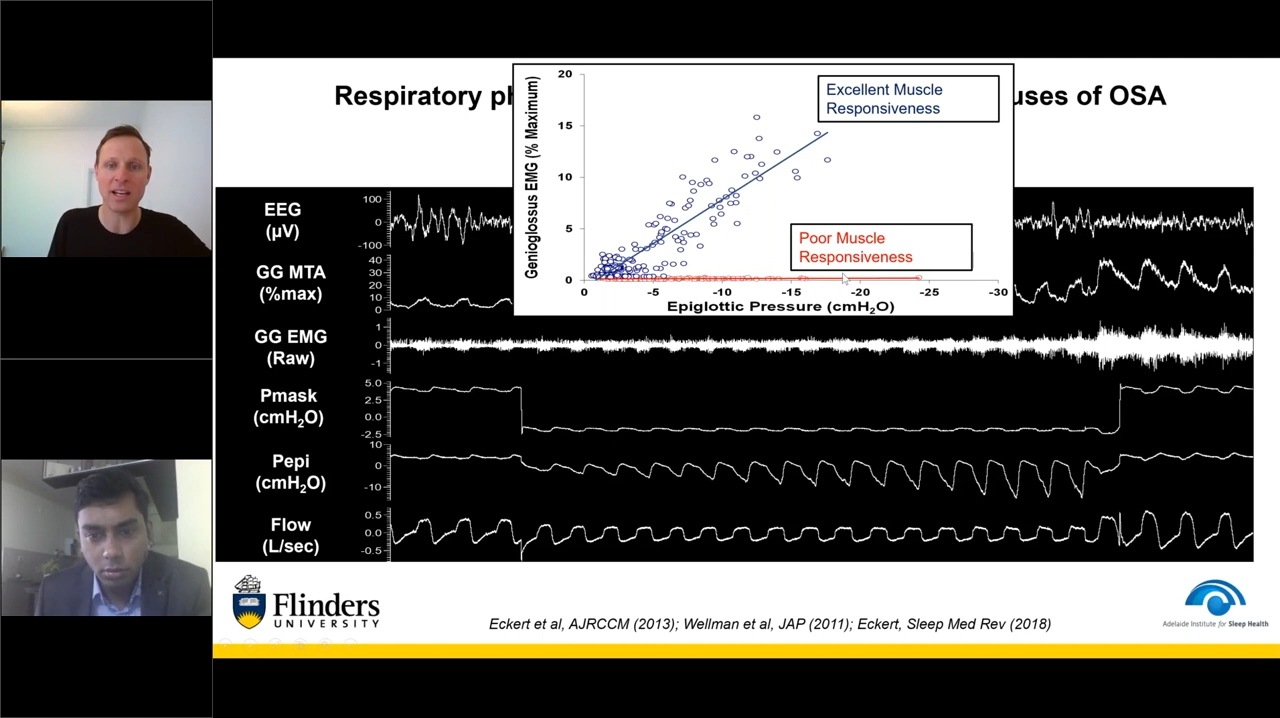 Respiratory ph
uses of OSA
Genioglossus EMG (% Maximum)
20
15
10
5
0
Excellent Muscle
Responsiveness
Poor Muscle
Responsiveness
0 -5 -10 -15 -20 -25 -30
Epiglottic Pressure (cmH₂O)
EEG
(µV)
100
0
-100
GG MTA
(%max)
40
30
20
10
0
GG EMG
(Raw)
1
0
-1
Pmask
(cmH₂O)
5.0
2.5
0.0
-2.5
Pepi
(cmH₂O)
10
0
-10
Flow
(L/sec)
0.5
0.0
-0.5
Flinders
UNIVERSITY
Eckert et al, AJRCCM (2013); Wellman et al, JAP (2011); Eckert, Sleep Med Rev (2018)
Adelaide Institute for Sleep Health